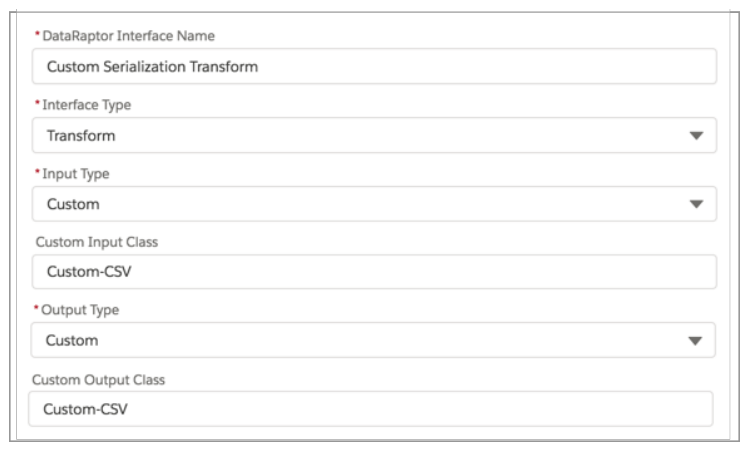 * DataRaptor Interface Name
Custom Serialization Transform
* Interface Type
Transform
* Input Type
Custom
Custom Input Class
Custom-CSV
* Output Type
Custom
Custom Output Class
Custom-CSV